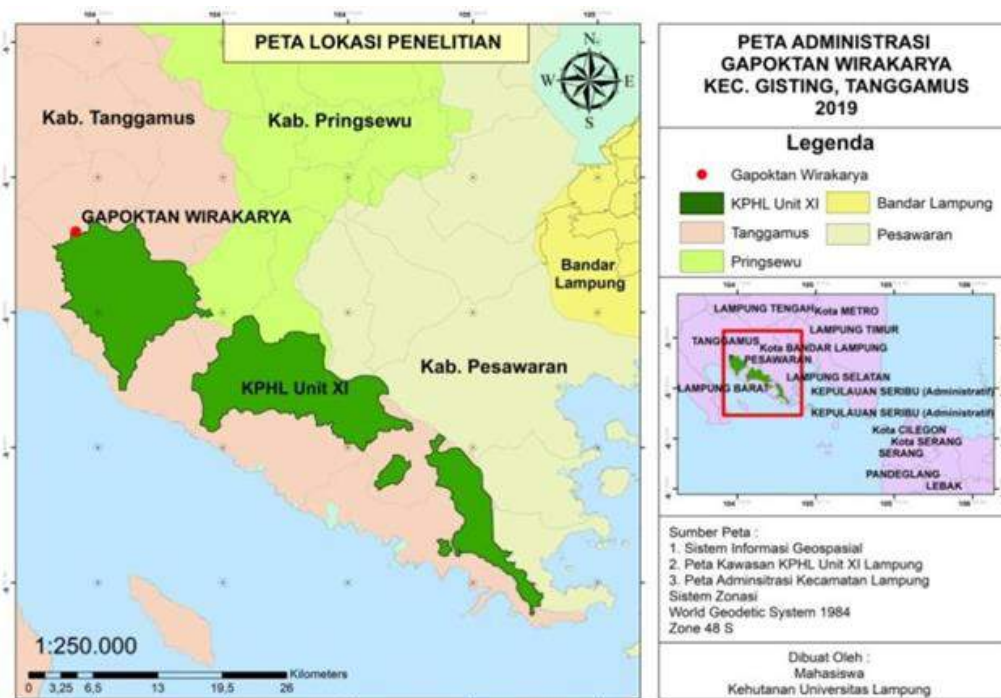 PETA LOKASI PENELITIAN
N
W E
S
Kab. Tanggamus
Kab. Pringsewu
GAPOKTAN WIRAKARYA
Bandar
Lampung
Kab. Pesawaran
KPHL Unit XI
1:250.000
Kilometers
0 3,25 6,5 13 19,5 26
PETA ADMINISTRASI
GAPOKTAN WIRAKARYA
KEC. GISTING, TANGGAMUS
2019
Legenda
Gapoktan Wirakarya
KPHL Unit XI
Bandar Lampung
Tanggamus
Pesawaran
Pringsewu
LAMPUNG TENGAH
Kota METRO
LAMPUNG TIMUR
TANGGAMUS
Kota BANDAR LAMPUNG
PESAWARAN
LAMPUNG SELATAN
LAMPUNG BARAT
KEPULAUAN SERIBU (Administratif)
KEPULAUAN SERIBU (Administratif)
Kota CILEGON
Kota SERANG
SERANG
PANDEGLANG
LEBAK
Sumber Peta :
1. Sistem Informasi Geospasial
2. Peta Kawasan KPHL Unit XI Lampung
3. Peta Adminsitrasi Kecamatan Lampung
Sistem Zonasi
World Geodetic System 1984
Zone 48 S
Dibuat Oleh :
Mahasiswa
Kehutanan Universitas Lampung